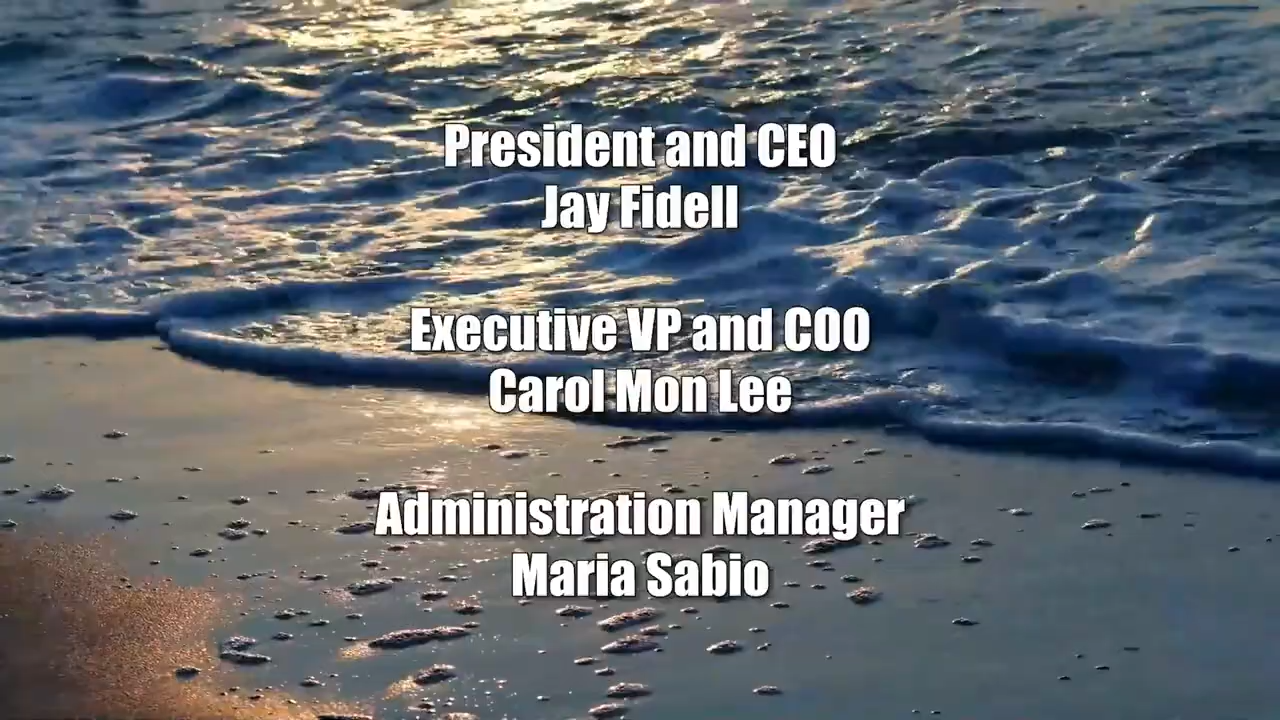 President and CEO
Jay Fidell
Executive VP and COO
Carol Mon Lee
Administration Manager
Maria Sabio